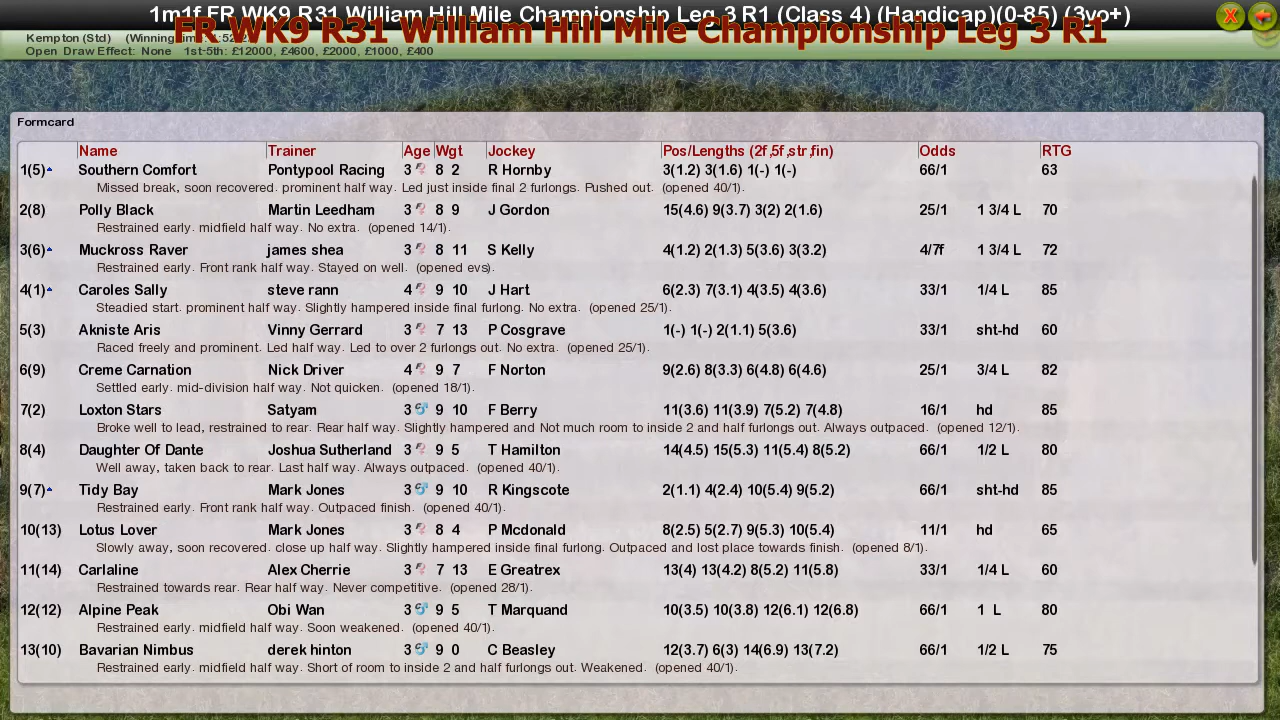 1m1f FR WK9 R31 William Hill Mile Championship Leg 3 R1 (Class 4) (Handicap)(0-85) (3yo+)
FR WK9 R31 William Hill Mile Championship Leg 3 R1
Kempton (Std) (Winning
Open Draw Effect: None 1st-5th: £12000, £4600, £2000, £1000, £400
Formcard
Name Trainer Age Wgt Jockey Pos/Lengths (2f,5f,str,fin) Odds RTG
1(5) Southern Comfort Pontypool Racing 3 8 2 R Hornby 3(1.2) 3(1.6) 1(-) 1(-) 66/1 63
Missed break, soon recovered. prominent half way. Led just inside final 2 furlongs. Pushed out. (opened 40/1).
2(8) Polly Black Martin Leedham 3 8 9 J Gordon 15(4.6) 9(3.7) 3(2) 2(1.6) 25/1 1 3/4 L 70
Restrained early. midfield half way. No extra. (opened 14/1).
3(6) Muckross Raver james shea 3 8 11 S Kelly 4(1.2) 2(1.3) 5(3.6) 3(3.2) 4/7f 1 3/4 L 72
Restrained early. Front rank half way. Stayed on well. (opened evs).
4(1) Caroles Sally steve rann 4 9 10 J Hart 6(2.3) 7(3.1) 4(3.5) 4(3.6) 33/1 1/4 L 85
Steadied start. prominent half way. Slightly hampered inside final furlong. No extra. (opened 25/1).
5(3) Akniste Aris Vinny Gerrard 3 7 13 P Cosgrave 1(-) 1(-) 2(1.1) 5(3.6) 33/1 sht-hd 60
Raced freely and prominent. Led half way. Led to over 2 furlongs out. No extra. (opened 25/1).
6(9) Creme Carnation Nick Driver 4 9 7 F Norton 9(2.6) 8(3.3) 6(4.8) 6(4.6) 25/1 3/4 L 82
Settled early. mid-division half way. Not quicken. (opened 18/1).
7(2) Loxton Stars Satyam 3 9 10 F Berry 11(3.6) 11(3.9) 7(5.2) 7(4.8) 16/1 hd 85
Broke well to lead, restrained to rear. Rear half way. Slightly hampered and Not much room to inside 2 and half furlongs out. Always outpaced. (opened 12/1).
8(4) Daughter Of Dante Joshua Sutherland 3 9 5 T Hamilton 14(4.5) 15(5.3) 11(5.4) 8(5.2) 66/1 1/2 L 80
Well away, taken back to rear. Last half way. Always outpaced. (opened 40/1).
9(7) Tidy Bay Mark Jones 3 9 10 R Kingscote 2(1.1) 4(2.4) 10(5.4) 9(5.2) 66/1 sht-hd 85
Restrained early. Front rank half way. Outpaced finish. (opened 40/1).
10(13) Lotus Lover Mark Jones 3 8 4 P Mcdonald 8(2.5) 5(2.7) 9(5.3) 10(5.4) 11/1 hd 65
Slowly away, soon recovered. close up half way. Slightly hampered inside final furlong. Outpaced and lost place towards finish. (opened 8/1).
11(14) Carlaline Alex Cherrie 3 7 13 E Greatrex 13(4) 13(4.2) 8(5.2) 11(5.8) 33/1 1/4 L 60
Restrained towards rear. Rear half way. Never competitive. (opened 28/1).
12(12) Alpine Peak Obi Wan 3 9 5 T Marquand 10(3.5) 10(3.8) 12(6.1) 12(6.8) 66/1 1 L 80
Restrained early. midfield half way. Soon weakened. (opened 40/1).
13(10) Bavarian Nimbus derek hinton 3 9 0 C Beasley 12(3.7) 6(3) 14(6.9) 13(7.2) 66/1 1/2 L 75
Restrained early. midfield half way. Short of room to inside 2 and half furlongs out. Weakened. (opened 40/1).